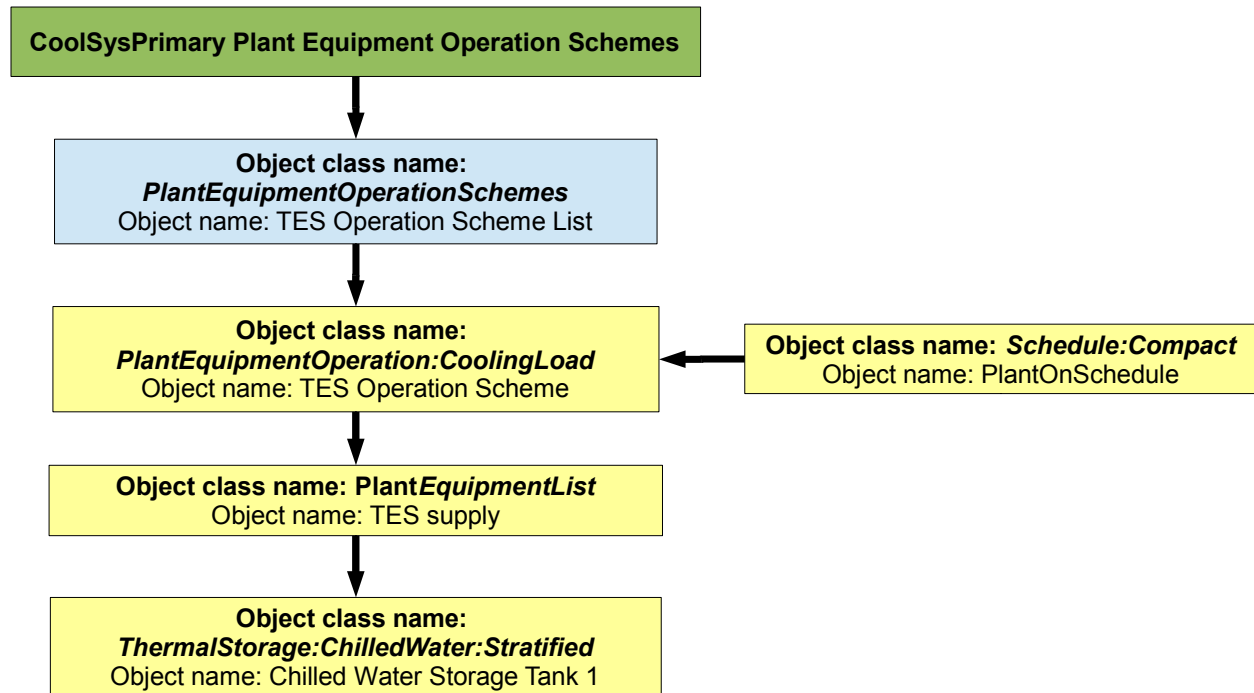 CoolSysPrimary Plant Equipment Operation Schemes
Object class name:
PlantEquipmentOperationSchemes
Object name: TES Operation Scheme List
Object class name:
PlantEquipmentOperation:CoolingLoad
Object name: TES Operation Scheme
Object class name: Schedule:Compact
Object name: PlantOnSchedule
Object class name: PlantEquipmentList
Object name: TES supply
Object class name:
ThermalStorage:ChilledWater:Stratified
Object name: Chilled Water Storage Tank 1